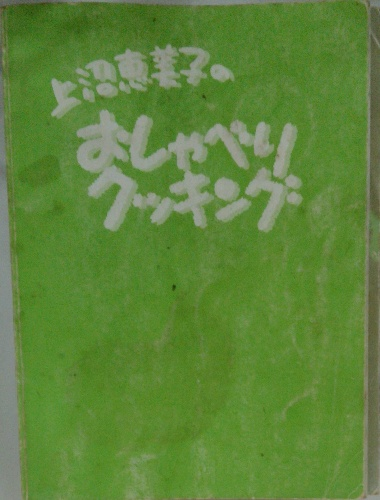 上沼恵美子の
おしゃべり
クッキング